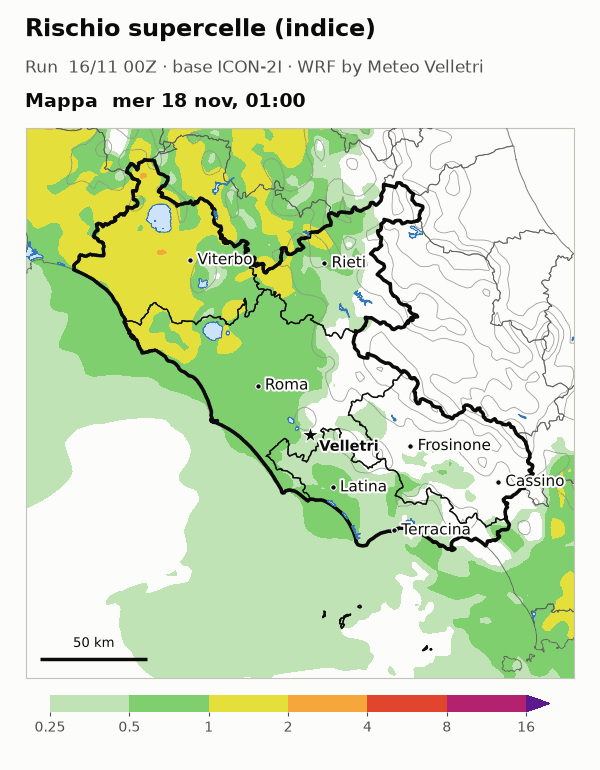 Rischio supercelle (indice)
Run  16/11 00Z · base ICON-2I · WRF by Meteo Velletri
Mappa  mer 18 nov, 01:00
Viterbo
Rieti
Roma
Velletri
Frosinone
Cassino
Latina
Terracina
50 km
0.25 0.5 1 2 4 8 16